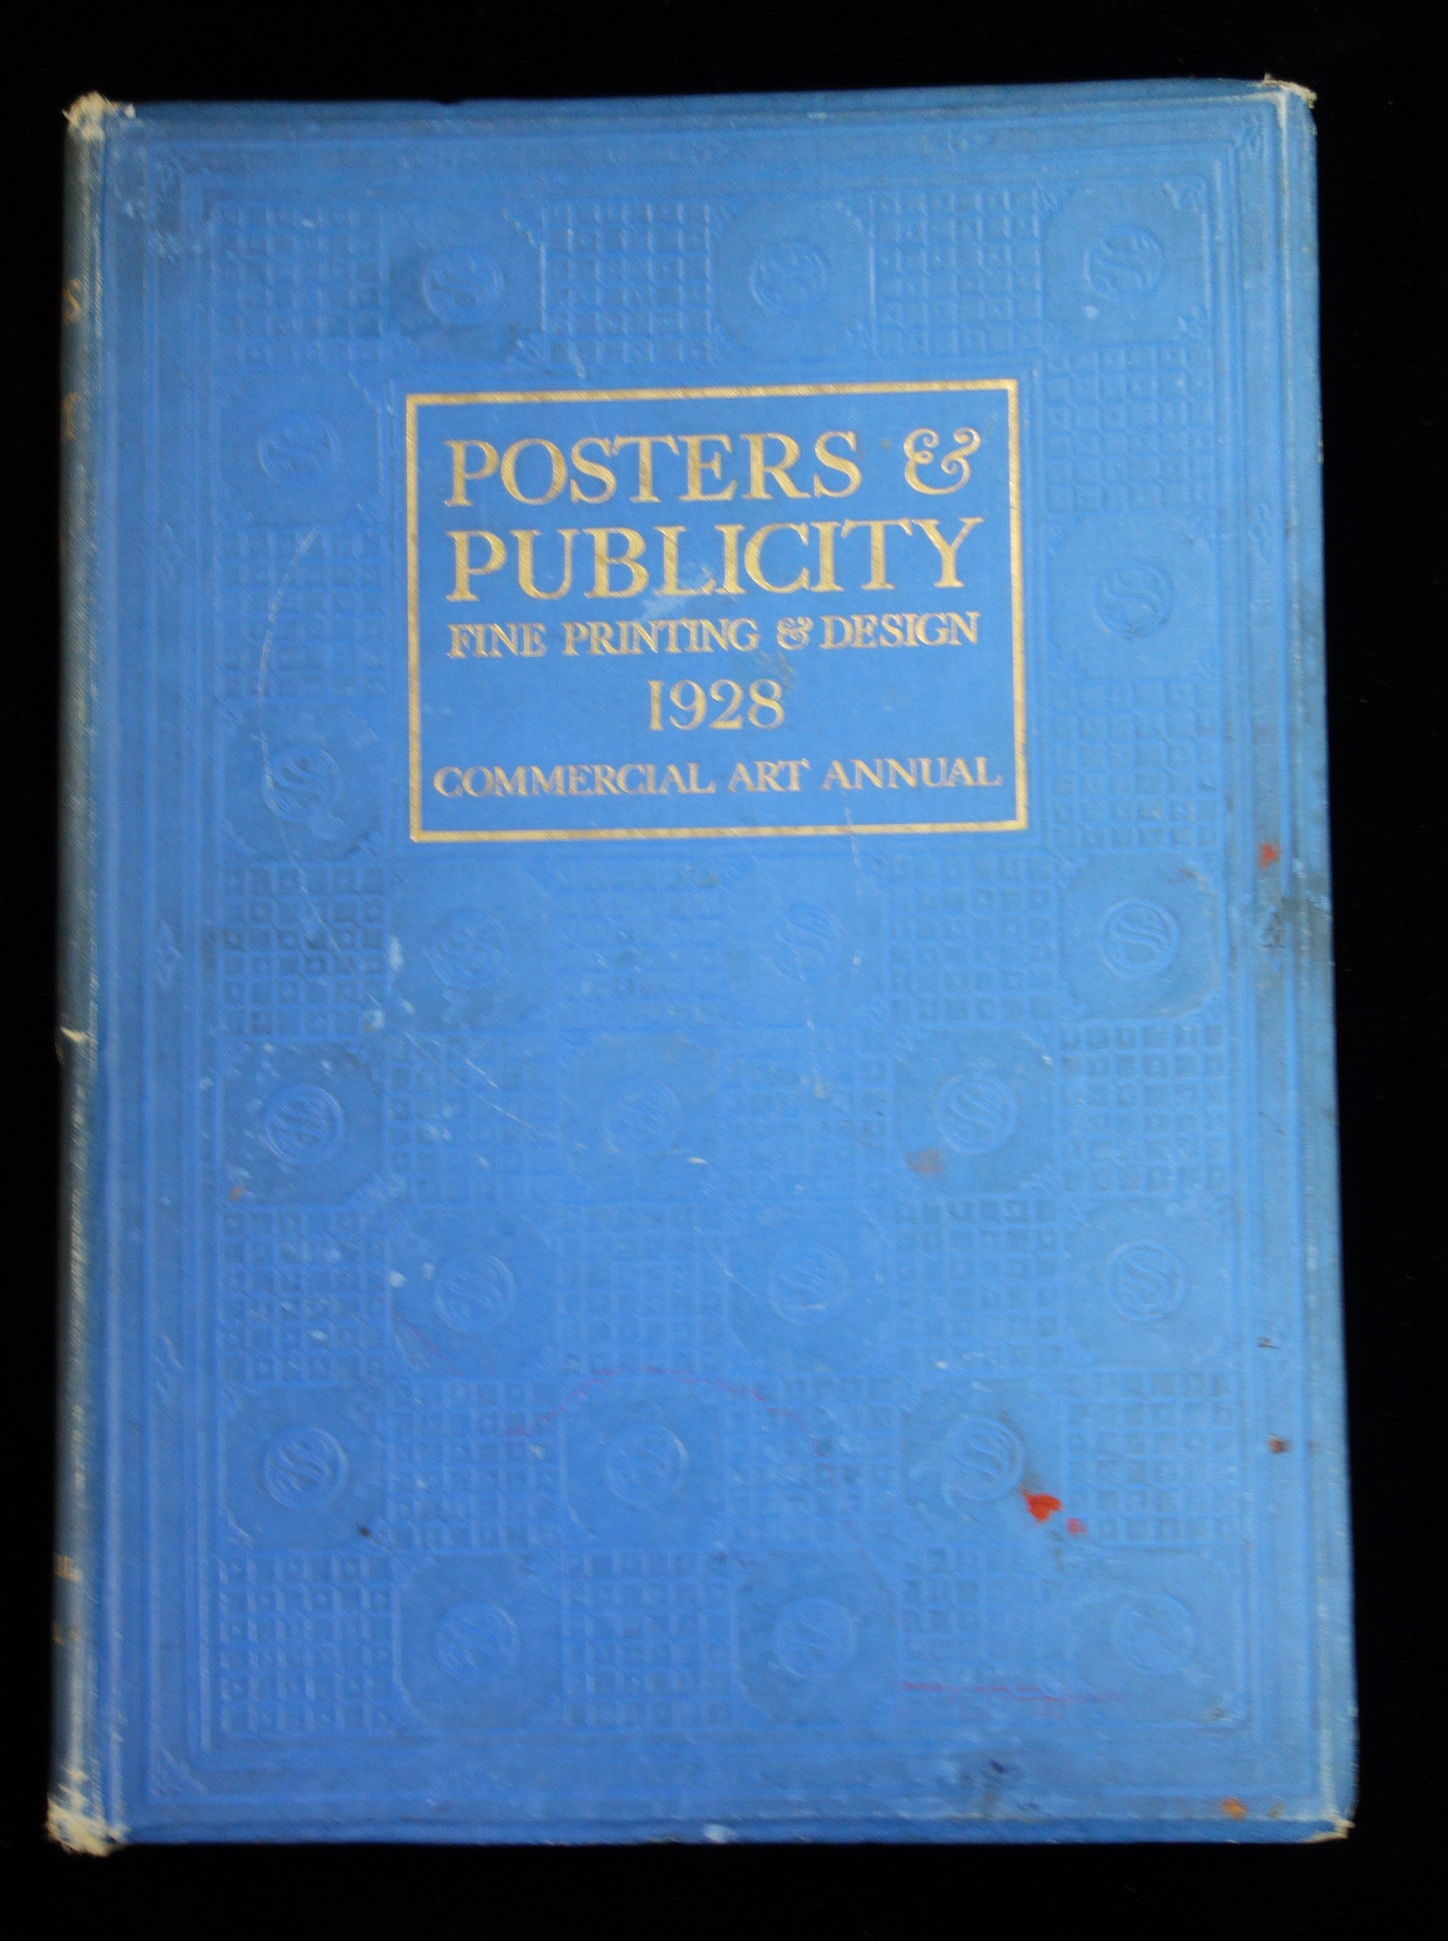 POSTERS &
PUBLICITY
FINE PRINTING & DESIGN
1928
COMMERCIAL ART ANNUAL